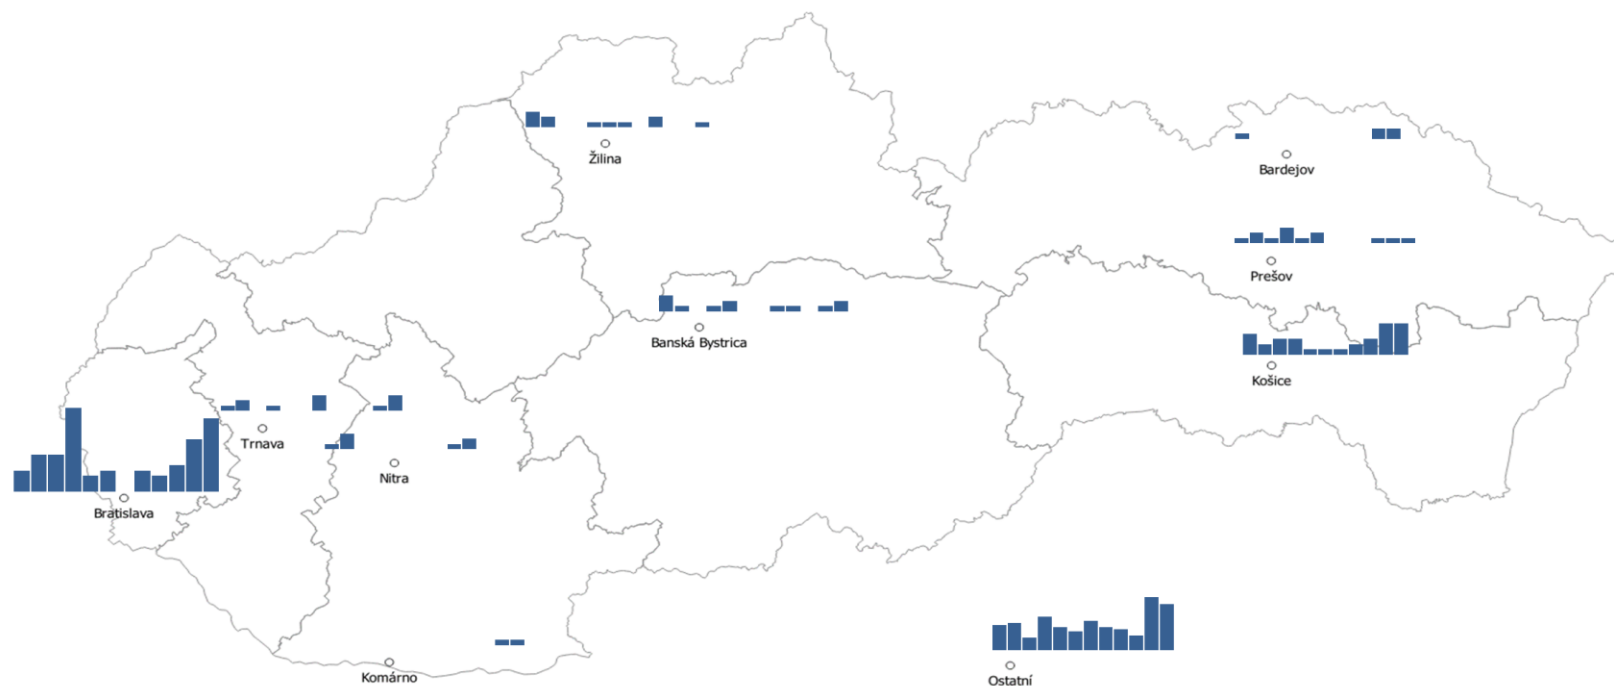 Žilina
Bardejov
Prešov
Banská Bystrica
Košice
Trnava
Nitra
Bratislava
Komárno
Ostatní